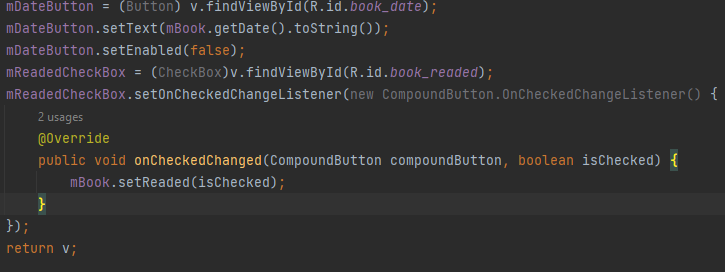 mDateButton = (Button) v.findViewById(R.id.book_date);
mDateButton.setText(mBook.getDate().toString());
mDateButton.setEnabled(false);
mReadedCheckBox = (CheckBox)v.findViewById(R.id.book_readed);
mReadedCheckBox.setOnCheckedChangeListener(new CompoundButton.OnCheckedChangeListener() {
2 usages
@Override
public void onCheckedChanged(CompoundButton compoundButton, boolean isChecked) {
mBook.setReaded(isChecked);
}
});
return v;